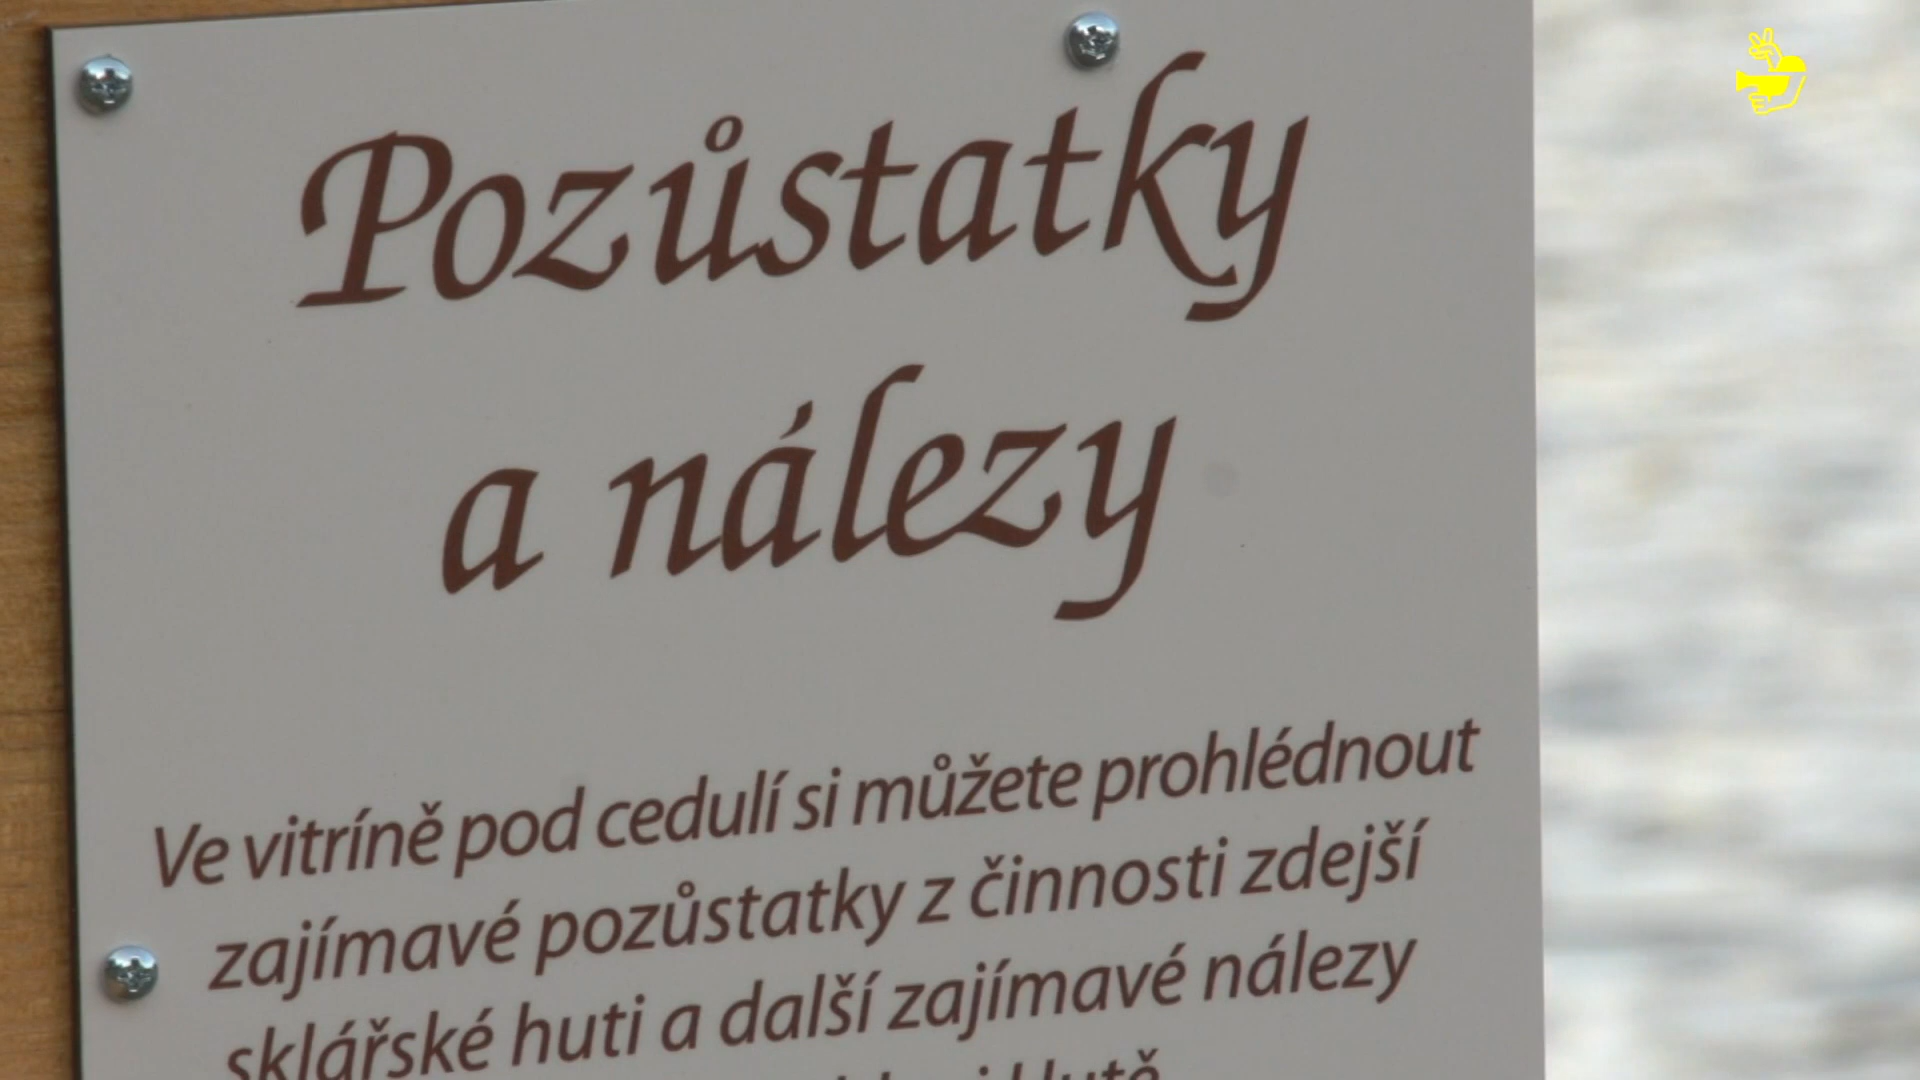 Pozůstatky
a nálezy
Ve vitríně pod cedulí si můžete prohlédnout
zajímavé pozůstatky z činnosti zdejší
sklářské huti a další zajímavé nálezy